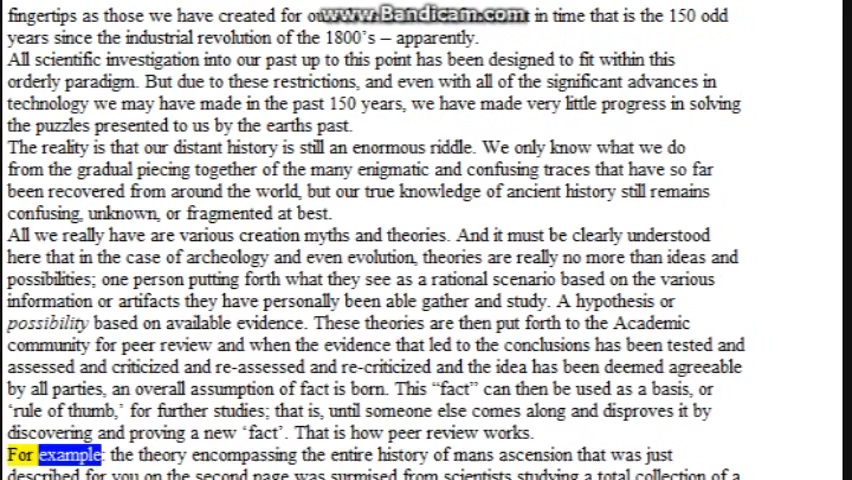 www.Bandicam.com
fingertips as those we have created for in time that is the 150 odd
years since the industrial revolution of the 1800’s – apparently.
All scientific investigation into our past up to this point has been designed to fit within this
orderly paradigm. But due to these restrictions, and even with all of the significant advances in
technology we may have made in the past 150 years, we have made very little progress in solving
the puzzles presented to us by the earths past.
The reality is that our distant history is still an enormous riddle. We only know what we do
from the gradual piecing together of the many enigmatic and confusing traces that have so far
been recovered from around the world, but our true knowledge of ancient history still remains
confusing, unknown, or fragmented at best.
All we really have are various creation myths and theories. And it must be clearly understood
here that in the case of archeology and even evolution, theories are really no more than ideas and
possibilities; one person putting forth what they see as a rational scenario based on the various
information or artifacts they have personally been able gather and study. A hypothesis or
possibility based on available evidence. These theories are then put forth to the Academic
community for peer review and when the evidence that led to the conclusions has been tested and
assessed and criticized and re-assessed and re-criticized and the idea has been deemed agreeable
by all parties, an overall assumption of fact is born. This “fact” can then be used as a basis, or
‘rule of thumb,’ for further studies; that is, until someone else comes along and disproves it by
discovering and proving a new ‘fact’. That is how peer review works.
For example: the theory encompassing the entire history of mans ascension that was just
described for you on the second page was surmised from scientists studying a total collection of a